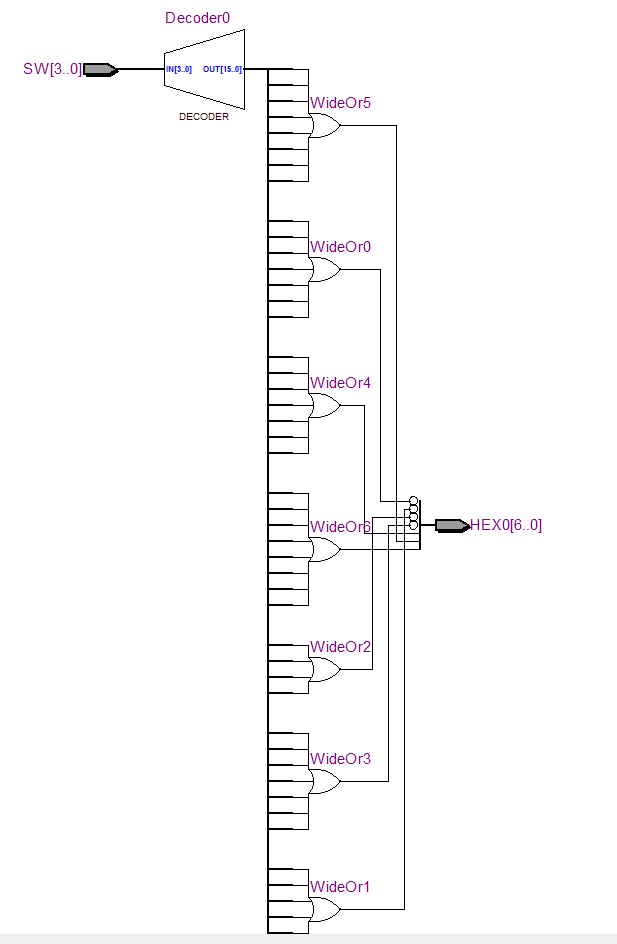 Decoder0
SW[3..0]
IN[3..0] OUT[15..0]
DECODER
WideOr5
WideOr0
WideOr4
WideOr6
HEX0[6..0]
WideOr2
WideOr3
WideOr1